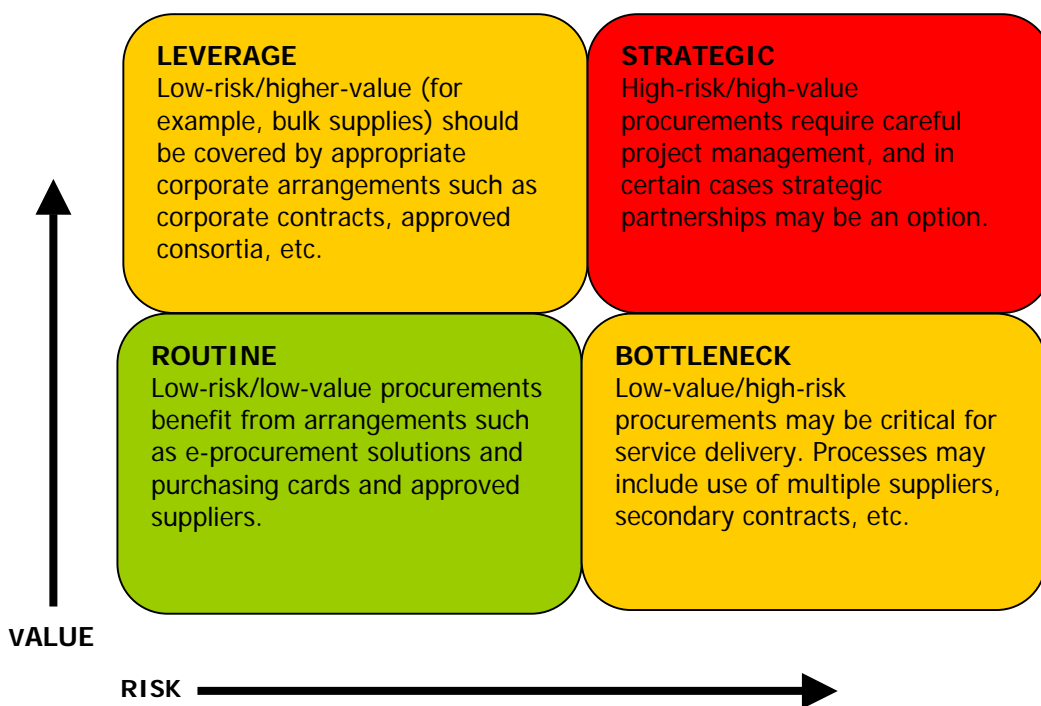 LEVERAGE
Low-risk/higher-value (for
example, bulk supplies) should
be covered by appropriate
corporate arrangements such as
corporate contracts, approved
consortia, etc.
STRATEGIC
High-risk/high-value
procurements require careful
project management, and in
certain cases strategic
partnerships may be an option.
ROUTINE
Low-risk/low-value procurements
benefit from arrangements such
as e-procurement solutions and
purchasing cards and approved
suppliers.
BOTTLENECK
Low-value/high-risk
procurements may be critical for
service delivery. Processes may
include use of multiple suppliers,
secondary contracts, etc.
vALUE
RISK